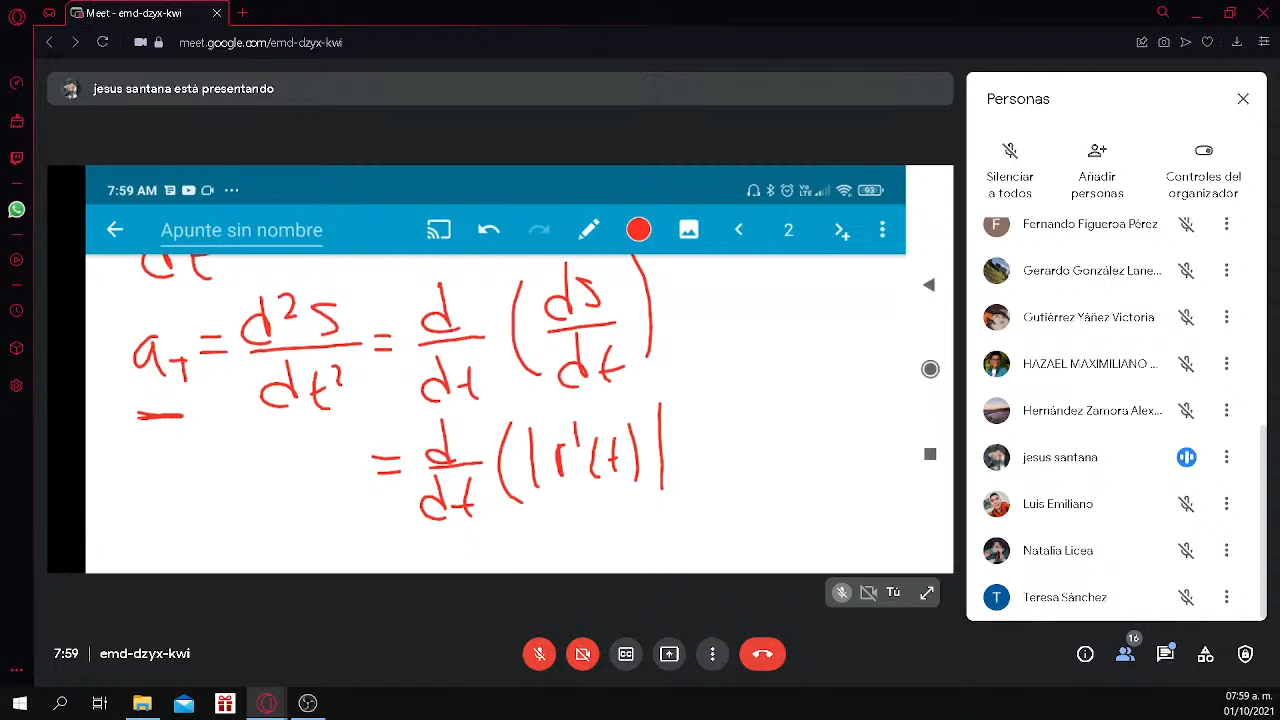 Meet - emd-dzyx-kwi
meet.google.com/emd-dzyx-kwi
jesus santana está presentando
7:59 AM
VoLTE
93
Apunte sin nombre
2
dt
a_T = d²s/dt² = d/dt (ds/dt)
= d/dt (|r'(t)|
Tú
Personas
Silenciar a todos
Añadir personas
Controles del organizador
F
Fernando Figueroa Pérez
Gerardo González Lane...
Gutiérrez Yáñez Victoria
HAZAEL MAXIMILIANO ...
Hernández Zamora Alex...
jesus santana
Luis Emiliano
Natalia Licea
T
Teresa Sánchez
7:59 | emd-dzyx-kwi
16
07:59 a. m.
01/10/2021